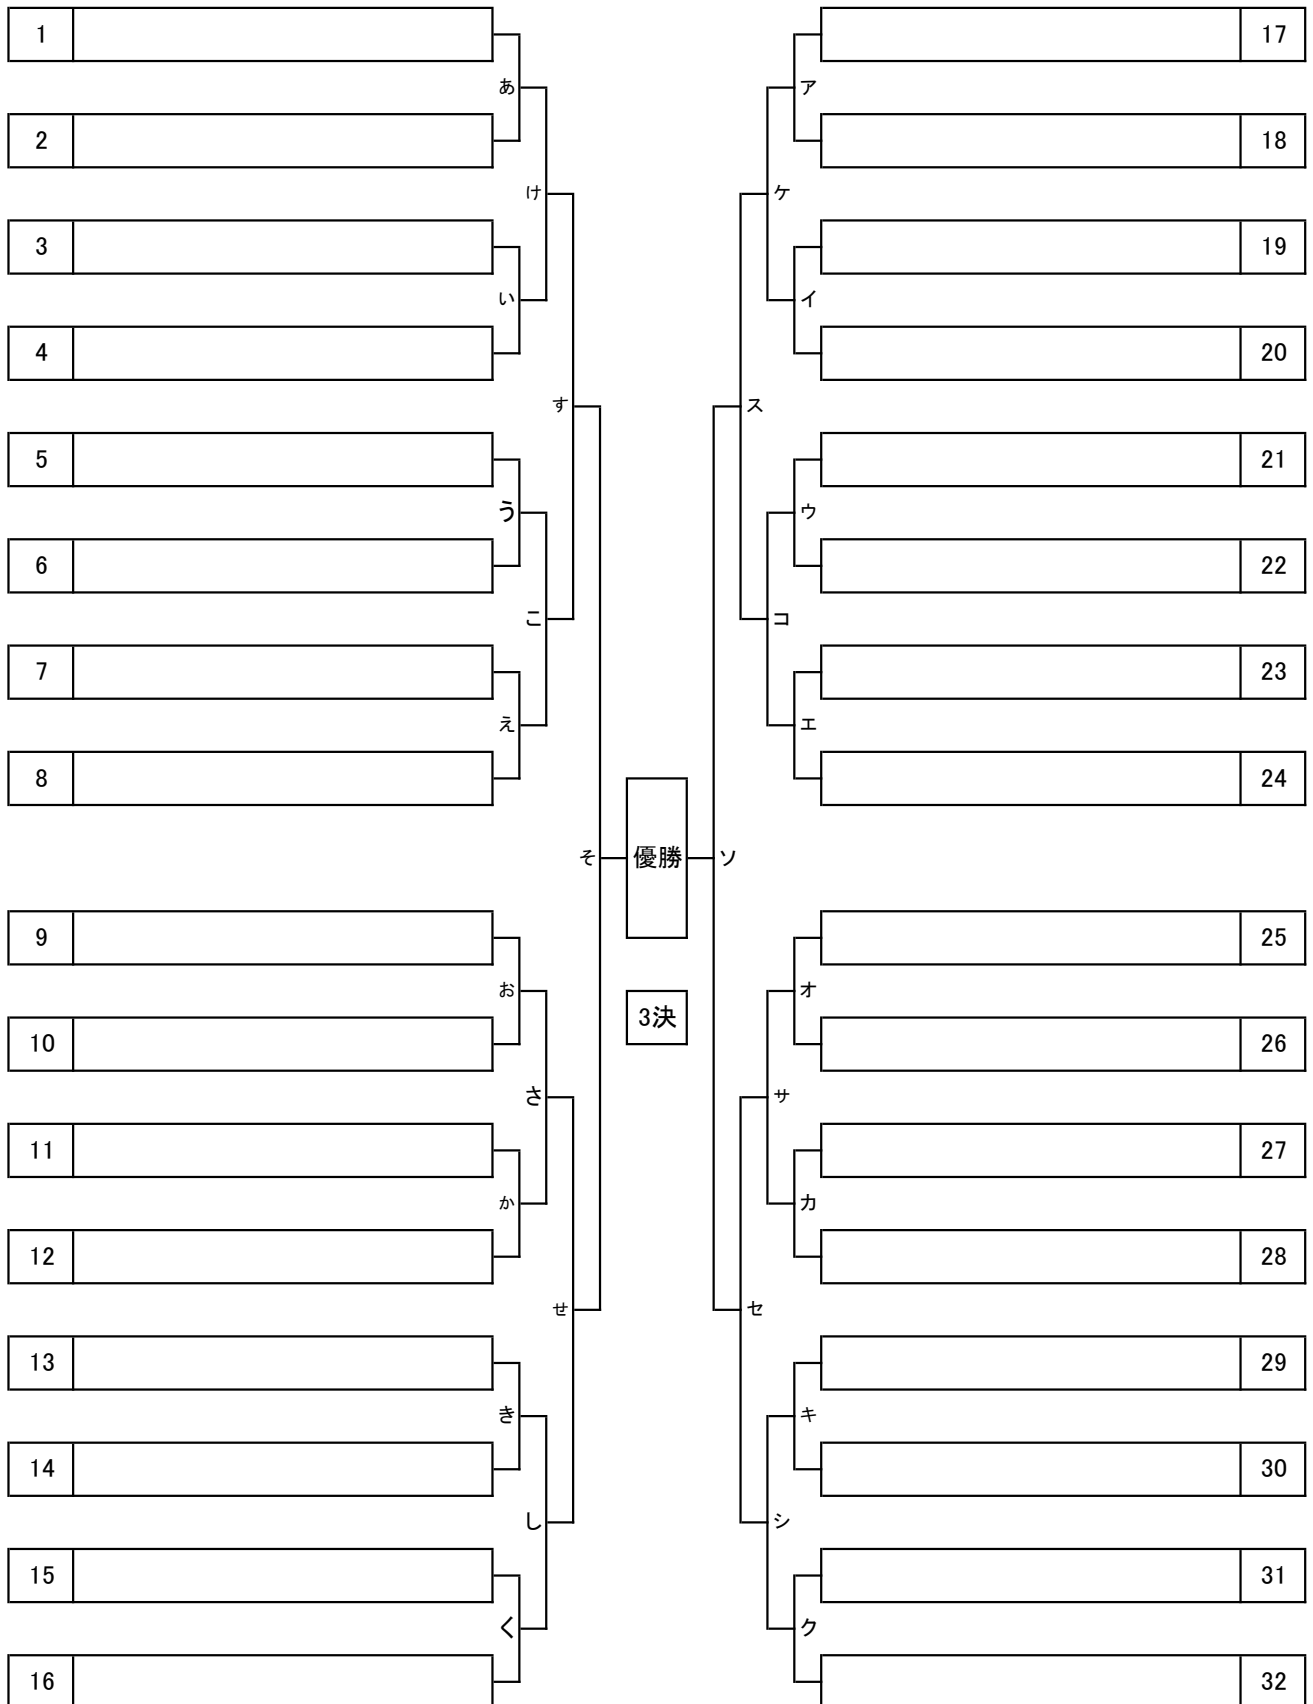 1 17
あ ア
2 18
け ケ
3 19
い イ
4 20
す ス
5 21
う ウ
6 22
こ コ
7 23
え エ
8 24
そ 優勝 ソ
9 25
お オ
3決
10 26
さ サ
11 27
か カ
12 28
せ セ
13 29
き キ
14 30
し シ
15 31
く ク
16 32